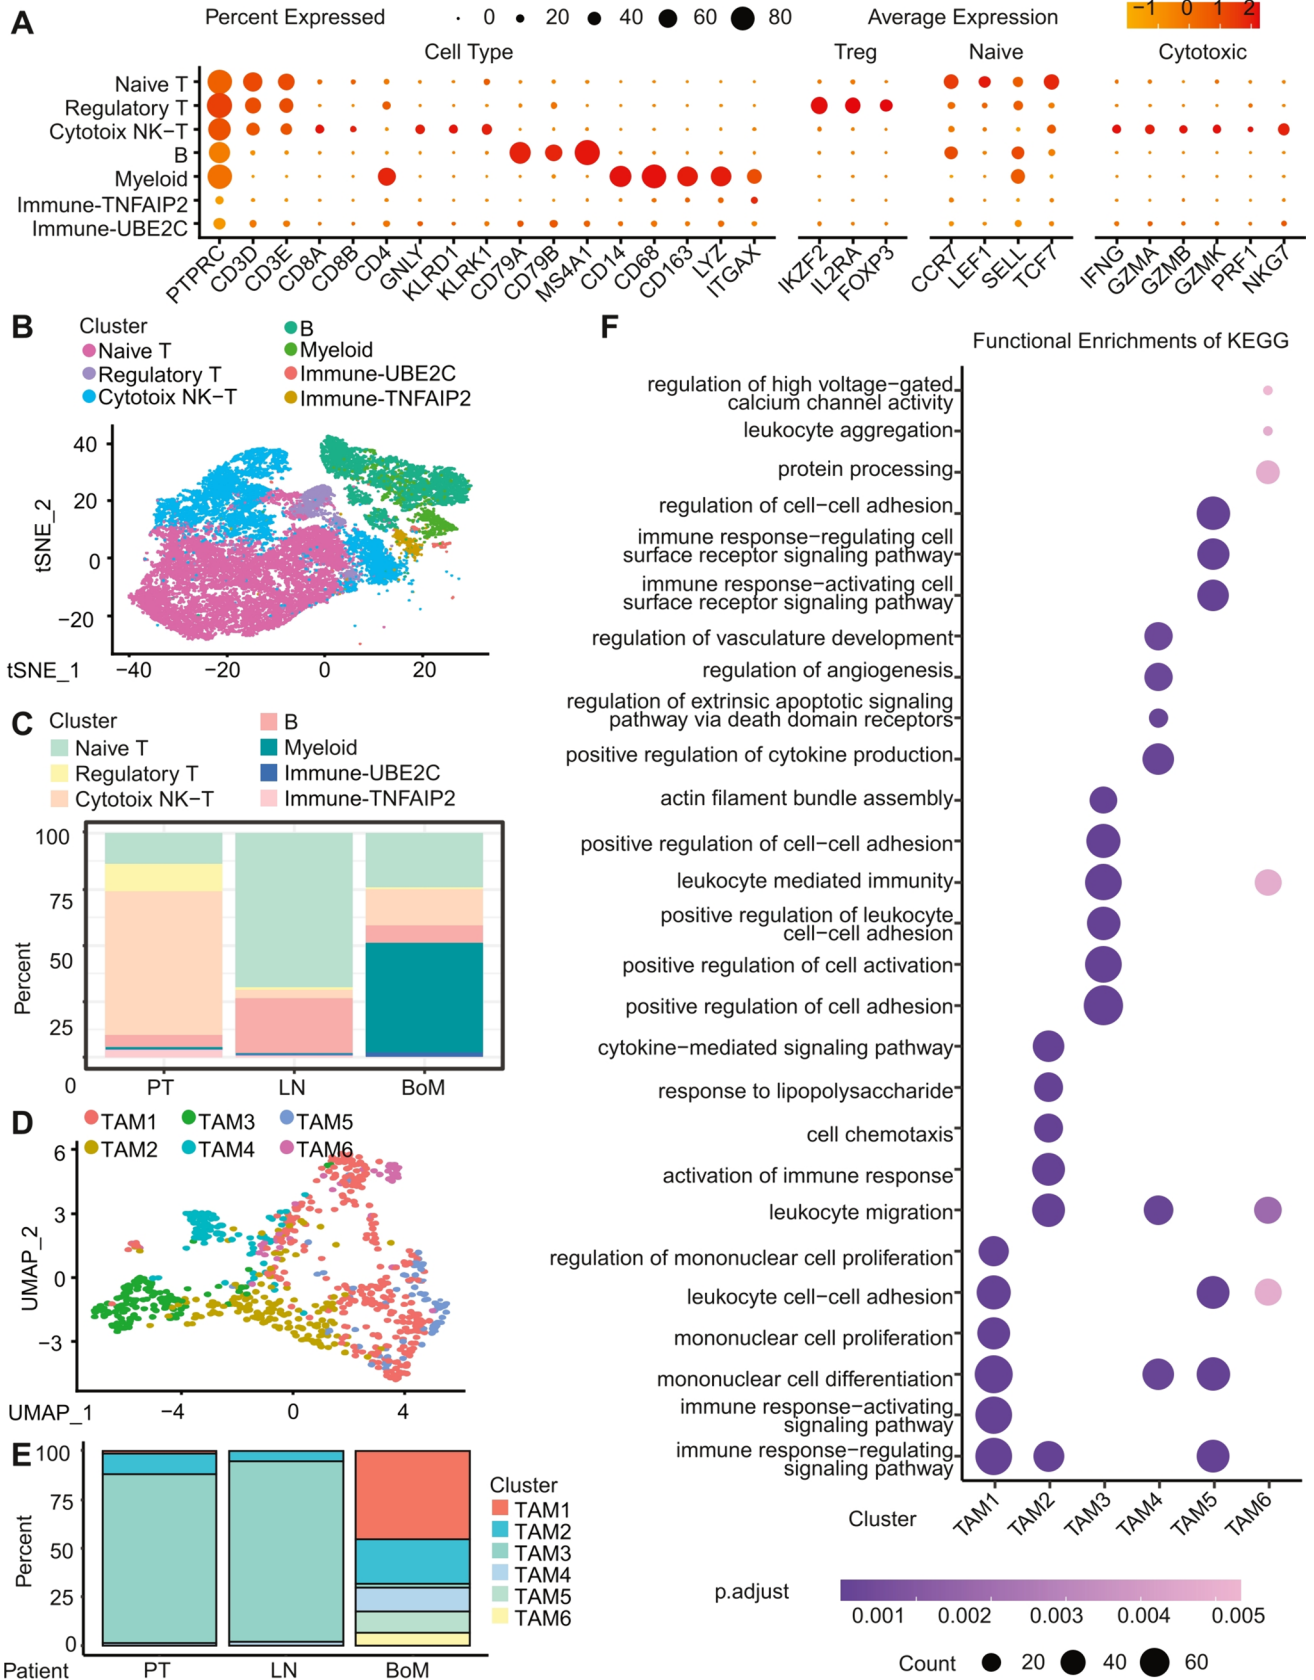 A
Percent Expressed 0 20 40 60 80 Average Expression −1 0 1 2
Cell Type Treg Naive Cytotoxic
Naive T
Regulatory T
Cytotoix NK−T
B
Myeloid
Immune-TNFAIP2
Immune-UBE2C
PTPRC CD3D CD3E CD8A CD8B CD4 GNLY KLRD1 KLRK1 CD79A CD79B MS4A1 CD14 CD68 CD163 LYZ ITGAX IKZF2 IL2RA FOXP3 CCR7 LEF1 SELL TCF7 IFNG GZMA GZMB GZMK PRF1 NKG7
B
Cluster
Naive T
Regulatory T
Cytotoix NK−T
B
Myeloid
Immune-UBE2C
Immune-TNFAIP2
tSNE_2
40
20
0
−20
tSNE_1 −40 −20 0 20
C
Cluster
Naive T
Regulatory T
Cytotoix NK−T
B
Myeloid
Immune-UBE2C
Immune-TNFAIP2
Percent
100
75
50
25
0
PT LN BoM
D
TAM1 TAM3 TAM5
TAM2 TAM4 TAM6
UMAP_2
6
3
0
−3
UMAP_1 −4 0 4
E
Percent
100
75
50
25
0
Patient PT LN BoM
Cluster
TAM1
TAM2
TAM3
TAM4
TAM5
TAM6
F
Functional Enrichments of KEGG
regulation of high voltage−gated
calcium channel activity
leukocyte aggregation
protein processing
regulation of cell−cell adhesion
immune response−regulating cell
surface receptor signaling pathway
immune response−activating cell
surface receptor signaling pathway
regulation of vasculature development
regulation of angiogenesis
regulation of extrinsic apoptotic signaling
pathway via death domain receptors
positive regulation of cytokine production
actin filament bundle assembly
positive regulation of cell−cell adhesion
leukocyte mediated immunity
positive regulation of leukocyte
cell−cell adhesion
positive regulation of cell activation
positive regulation of cell adhesion
cytokine−mediated signaling pathway
response to lipopolysaccharide
cell chemotaxis
activation of immune response
leukocyte migration
regulation of mononuclear cell proliferation
leukocyte cell−cell adhesion
mononuclear cell proliferation
mononuclear cell differentiation
immune response−activating
signaling pathway
immune response−regulating
signaling pathway
Cluster TAM1 TAM2 TAM3 TAM4 TAM5 TAM6
p.adjust
0.001 0.002 0.003 0.004 0.005
Count 20 40 60